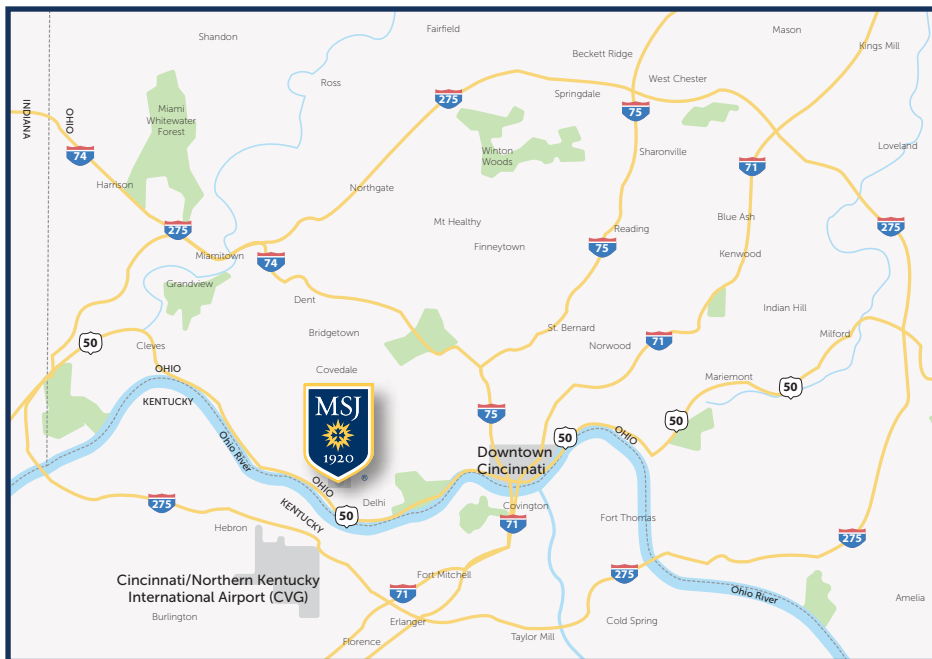 Shandon
Fairfield
Mason
Kings Mill
Beckett Ridge
West Chester
Springdale
Ross
275
75
INDIANA
OHIO
74
Miami
Whitewater
Forest
Winton
Woods
Sharonville
71
Loveland
Harrison
Northgate
Mt Healthy
Blue Ash
275
275
Reading
Finneytown
75
Kenwood
Miamitown
74
Grandview
Dent
Indian Hill
Bridgetown
St. Bernard
Norwood
71
Milford
50
Cleves
OHIO
KENTUCKY
Covedale
Mariemont
50
MSJ
1920
®
75
50
50
OHIO
Downtown
Cincinnati
Ohio River
OHIO
KENTUCKY
50
Delhi
275
Covington
71
Fort Thomas
Hebron
275
Cincinnati/Northern Kentucky
International Airport (CVG)
Fort Mitchell
275
71
Ohio River
Amelia
Burlington
Erlanger
Cold Spring
Taylor Mill
Florence